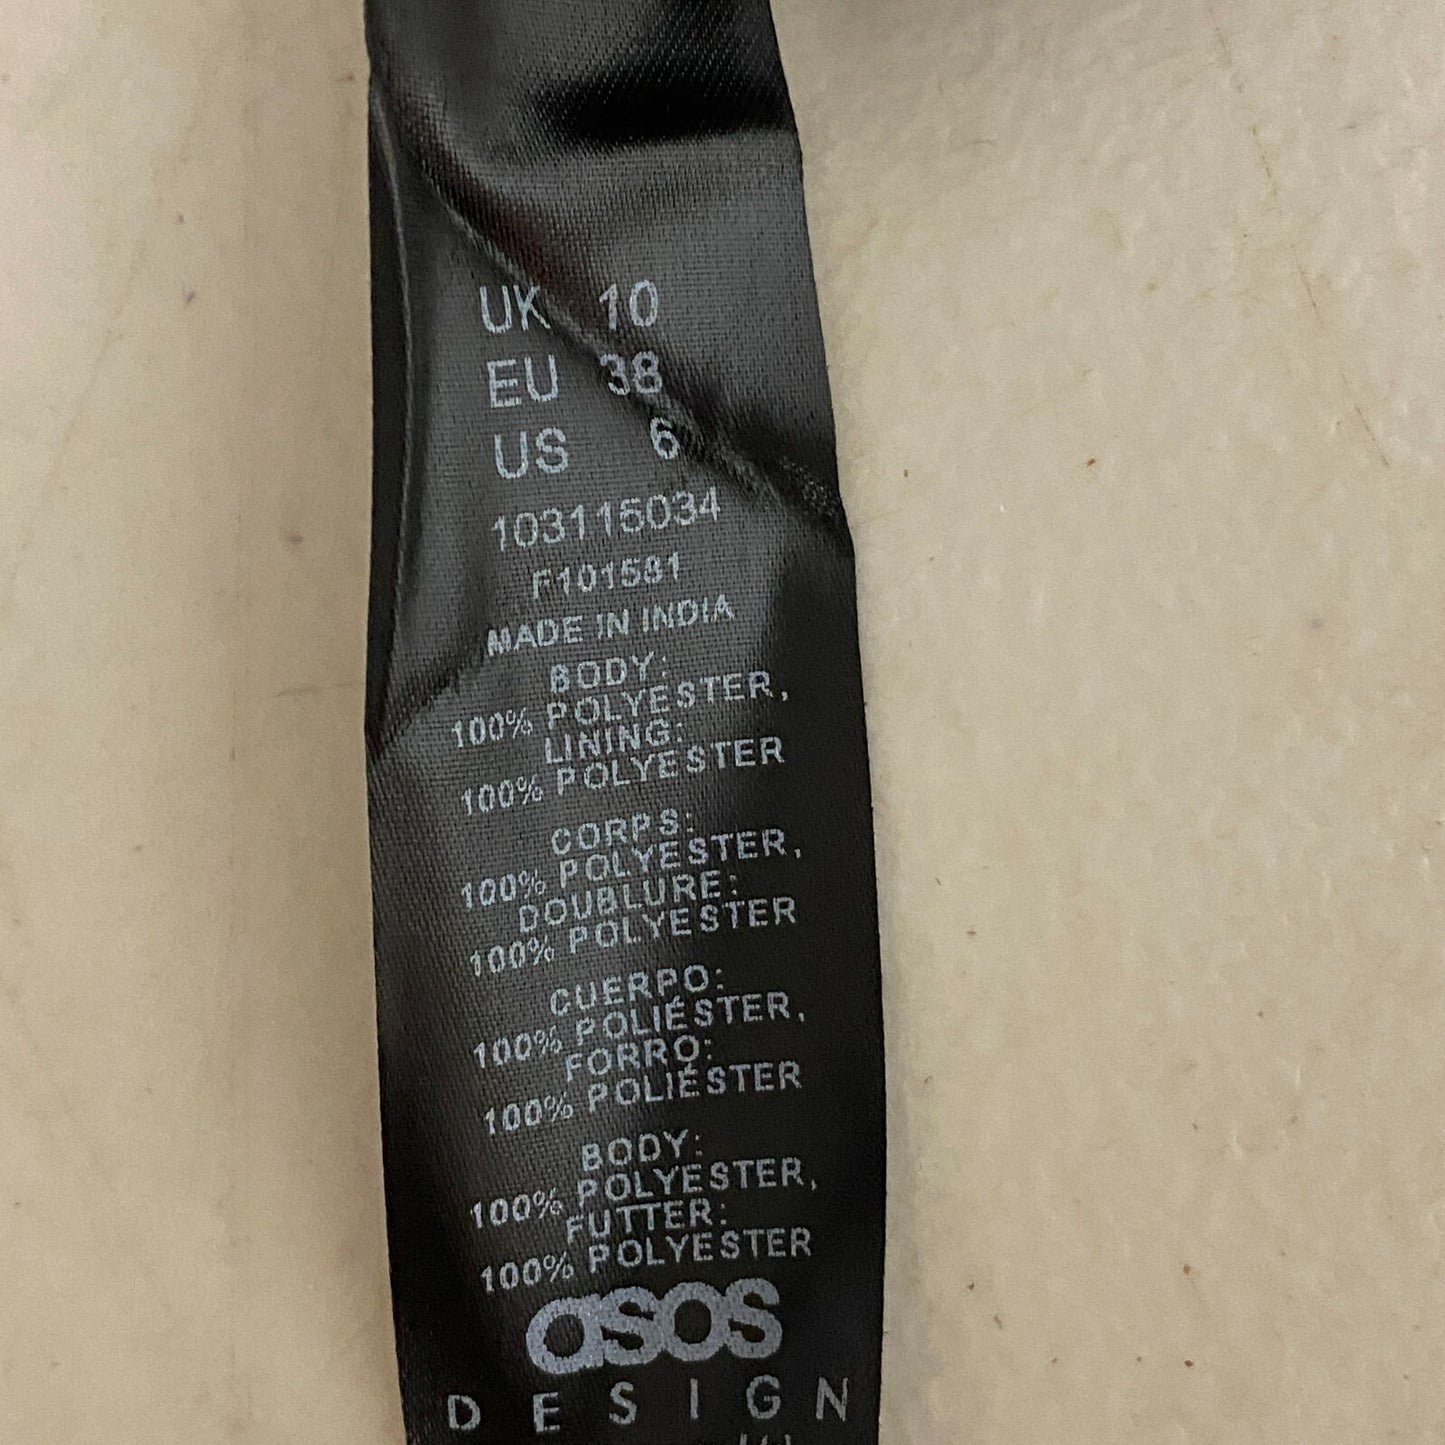 UK 10
EU 38
US 6
103115034
F101581
MADE IN INDIA
BODY:
100% POLYESTER,
LINING:
100% POLYESTER
CORPS:
100% POLYESTER,
DOUBLURE:
100% POLYESTER
CUERPO:
100% POLIÉSTER,
FORRO:
100% POLIÉSTER
BODY:
100% POLYESTER,
FUTTER:
100% POLYESTER
asos
DESIGN